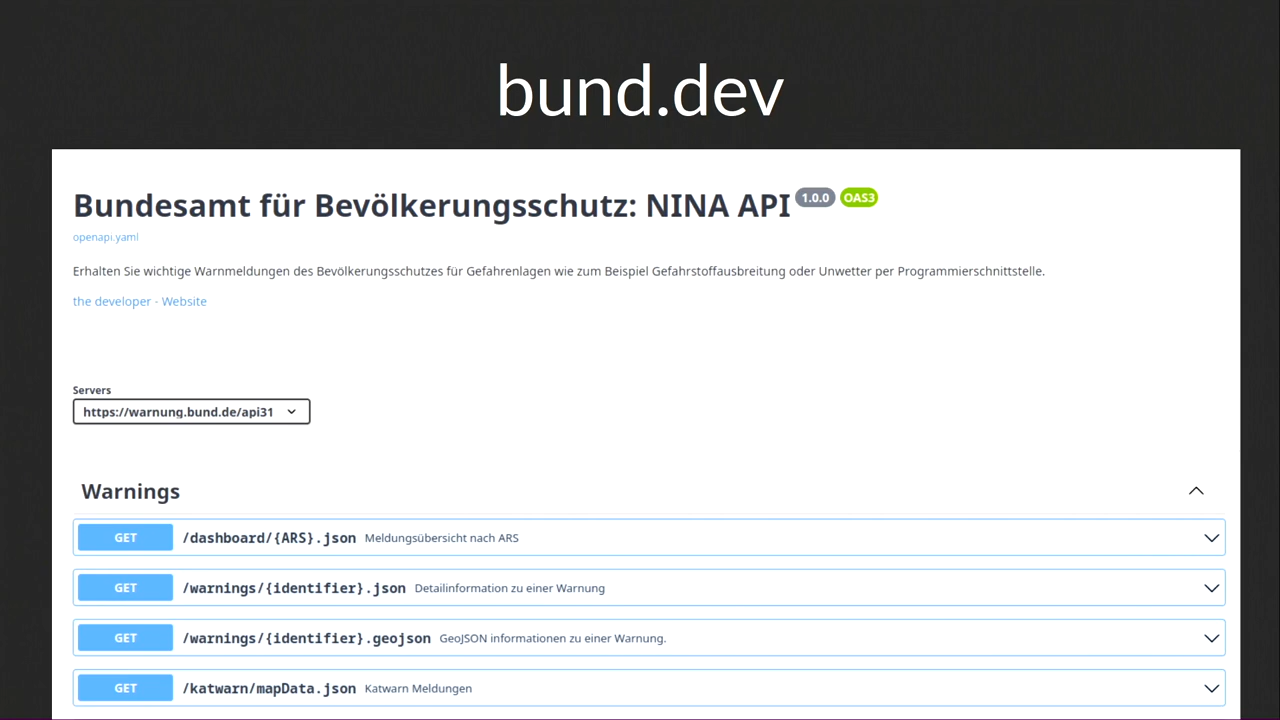 bund.dev
Bundesamt für Bevölkerungsschutz: NINA API 1.0.0 OAS3
openapi.yaml
Erhalten Sie wichtige Warnmeldungen des Bevölkerungsschutzes für Gefahrenlagen wie zum Beispiel Gefahrstoffausbreitung oder Unwetter per Programmierschnittstelle.
the developer - Website
Servers
https://warnung.bund.de/api31
Warnings
GET /dashboard/{ARS}.json Meldungsübersicht nach ARS
GET /warnings/{identifier}.json Detailinformation zu einer Warnung
GET /warnings/{identifier}.geojson GeoJSON informationen zu einer Warnung.
GET /katwarn/mapData.json Katwarn Meldungen